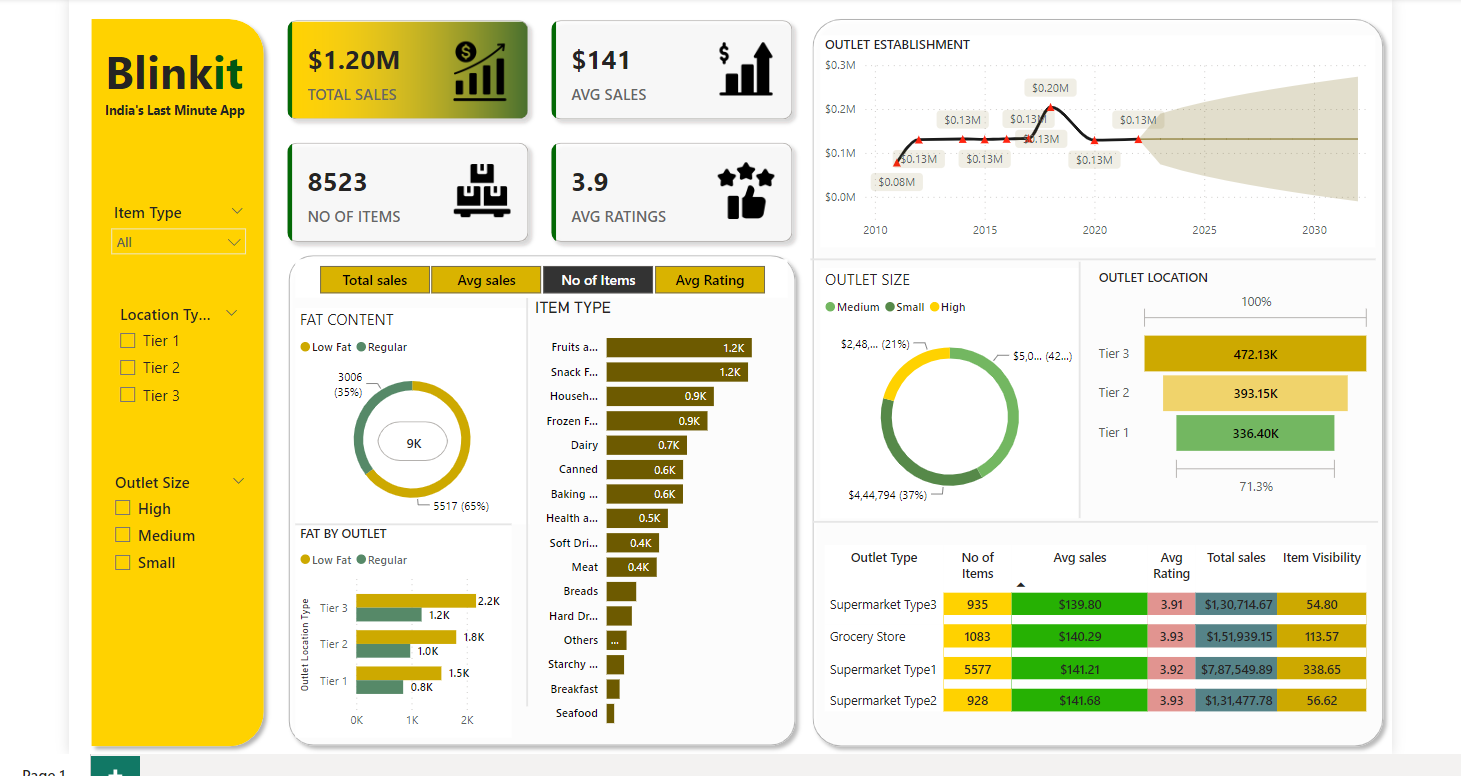 Blinkit
India's Last Minute App
Item Type
All
Location Ty...
Tier 1
Tier 2
Tier 3
Outlet Size
High
Medium
Small
$1.20M
TOTAL SALES
$141
AVG SALES
8523
NO OF ITEMS
3.9
AVG RATINGS
Total sales
Avg sales
No of Items
Avg Rating
FAT CONTENT
Low Fat Regular
3006
(35%)
9K
5517 (65%)
FAT BY OUTLET
Low Fat Regular
Outlet Location Type
Tier 3 2.2K
1.2K
Tier 2 1.8K
1.0K
Tier 1 1.5K
0.8K
0K 1K 2K
ITEM TYPE
Fruits a... 1.2K
Snack F... 1.2K
Househ... 0.9K
Frozen F... 0.9K
Dairy 0.7K
Canned 0.6K
Baking ... 0.6K
Health a... 0.5K
Soft Dri... 0.4K
Meat 0.4K
Breads
Hard Dr...
Others ...
Starchy ...
Breakfast
Seafood
OUTLET ESTABLISHMENT
$0.3M
$0.2M
$0.1M
$0.0M
$0.08M
$0.13M
$0.13M
$0.13M
$0.13M
$0.13M
$0.20M
$0.13M
$0.13M
2010 2015 2020 2025 2030
OUTLET SIZE
Medium Small High
$2,48,... (21%)
$5,0... (42...)
$4,44,794 (37%)
OUTLET LOCATION
100%
Tier 3 472.13K
Tier 2 393.15K
Tier 1 336.40K
71.3%
Outlet Type No of Items Avg sales Avg Rating Total sales Item Visibility
Supermarket Type3 935 $139.80 3.91 $1,30,714.67 54.80
Grocery Store 1083 $140.29 3.93 $1,51,939.15 113.57
Supermarket Type1 5577 $141.21 3.92 $7,87,549.89 338.65
Supermarket Type2 928 $141.68 3.93 $1,31,477.78 56.62
Page 1